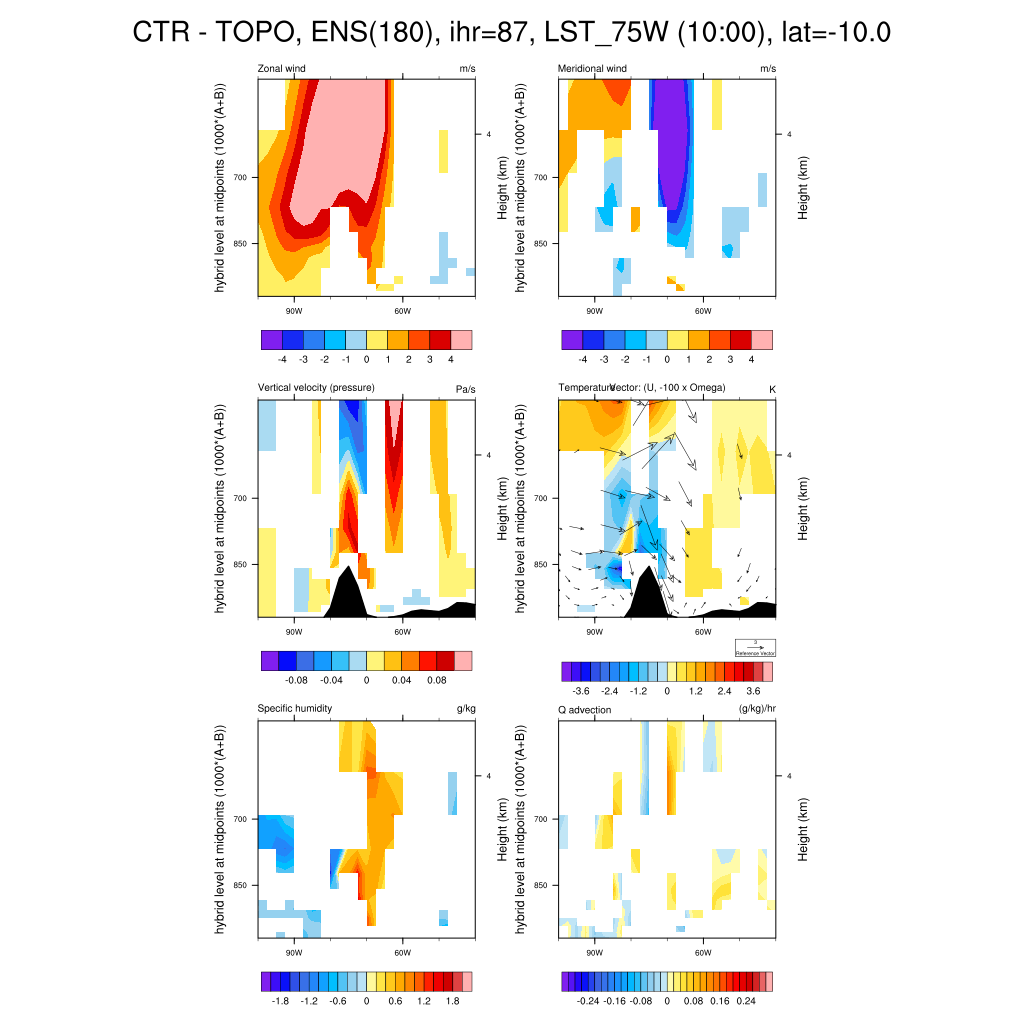 CTR - TOPO, ENS(180), ihr=87, LST_75W (10:00), lat=-10.0
Zonal wind m/s
hybrid level at midpoints (1000*(A+B))
700
850
4
Height (km)
90W 60W
-4 -3 -2 -1 0 1 2 3 4
Meridional wind m/s
hybrid level at midpoints (1000*(A+B))
700
850
4
Height (km)
90W 60W
-4 -3 -2 -1 0 1 2 3 4
Vertical velocity (pressure) Pa/s
hybrid level at midpoints (1000*(A+B))
700
850
4
Height (km)
90W 60W
-0.08 -0.04 0 0.04 0.08
Temperature Vector: (U, -100 x Omega) K
hybrid level at midpoints (1000*(A+B))
700
850
4
Height (km)
90W 60W
3
Reference Vector
-3.6 -2.4 -1.2 0 1.2 2.4 3.6
Specific humidity g/kg
hybrid level at midpoints (1000*(A+B))
700
850
4
Height (km)
90W 60W
-1.8 -1.2 -0.6 0 0.6 1.2 1.8
Q advection (g/kg)/hr
hybrid level at midpoints (1000*(A+B))
700
850
4
Height (km)
90W 60W
-0.24 -0.16 -0.08 0 0.08 0.16 0.24